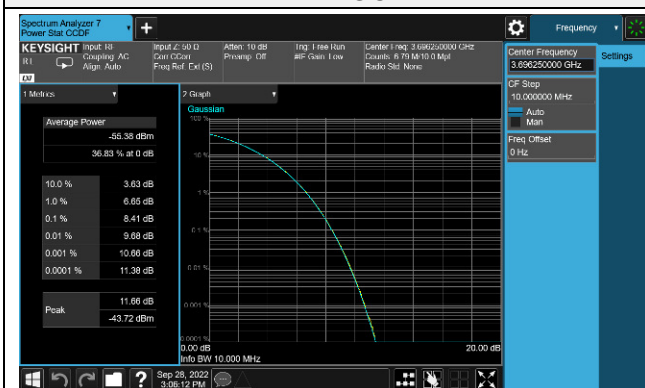 Spectrum Analyzer 7
Power Stat CCDF
Frequency
KEYSIGHT Input: RF
Coupling: AC
Align: Auto
Input Z: 50 Ω
Corr CCorr
Freq Ref: Ext (S)
Atten: 10 dB
Preamp: Off
Trig: Free Run
#IF Gain: Low
Center Freq: 3.696250000 GHz
Counts: 6.79 M/10.0 Mpt
Radio Std: None
Center Frequency
3.696250000 GHz
Settings
CF Step
10.000000 MHz
Auto
Man
Freq Offset
0 Hz
1 Metrics
2 Graph
Gaussian
Average Power
-55.38 dBm
36.83 % at 0 dB
10.0 % 3.63 dB
1.0 % 6.65 dB
0.1 % 8.41 dB
0.01 % 9.68 dB
0.001 % 10.66 dB
0.0001 % 11.38 dB
Peak
11.66 dB
-43.72 dBm
100 %
10 %
1 %
0.1 %
0.01 %
0.001 %
0.0001 %
0.00 dB
20.00 dB
Info BW 10.000 MHz
Sep 28, 2022
3:06:12 PM